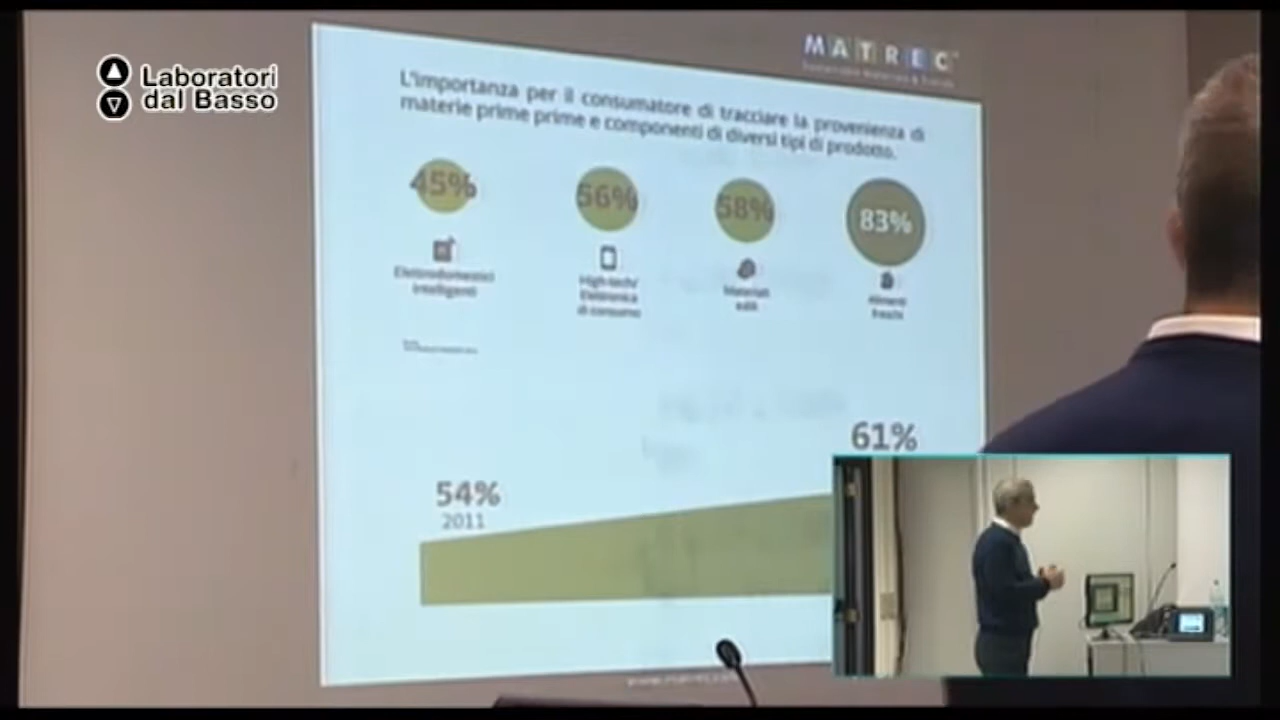 Laboratori
dal Basso
MATREC
L'importanza per il consumatore di tracciare la provenienza di
materie prime prime e componenti di diversi tipi di prodotto.
45%
56%
58%
83%
Elettrodomestici
intelligenti
High-tech/
Elettronica
di consumo
Materiali
edili
Alimenti
freschi
54%
2011
61%